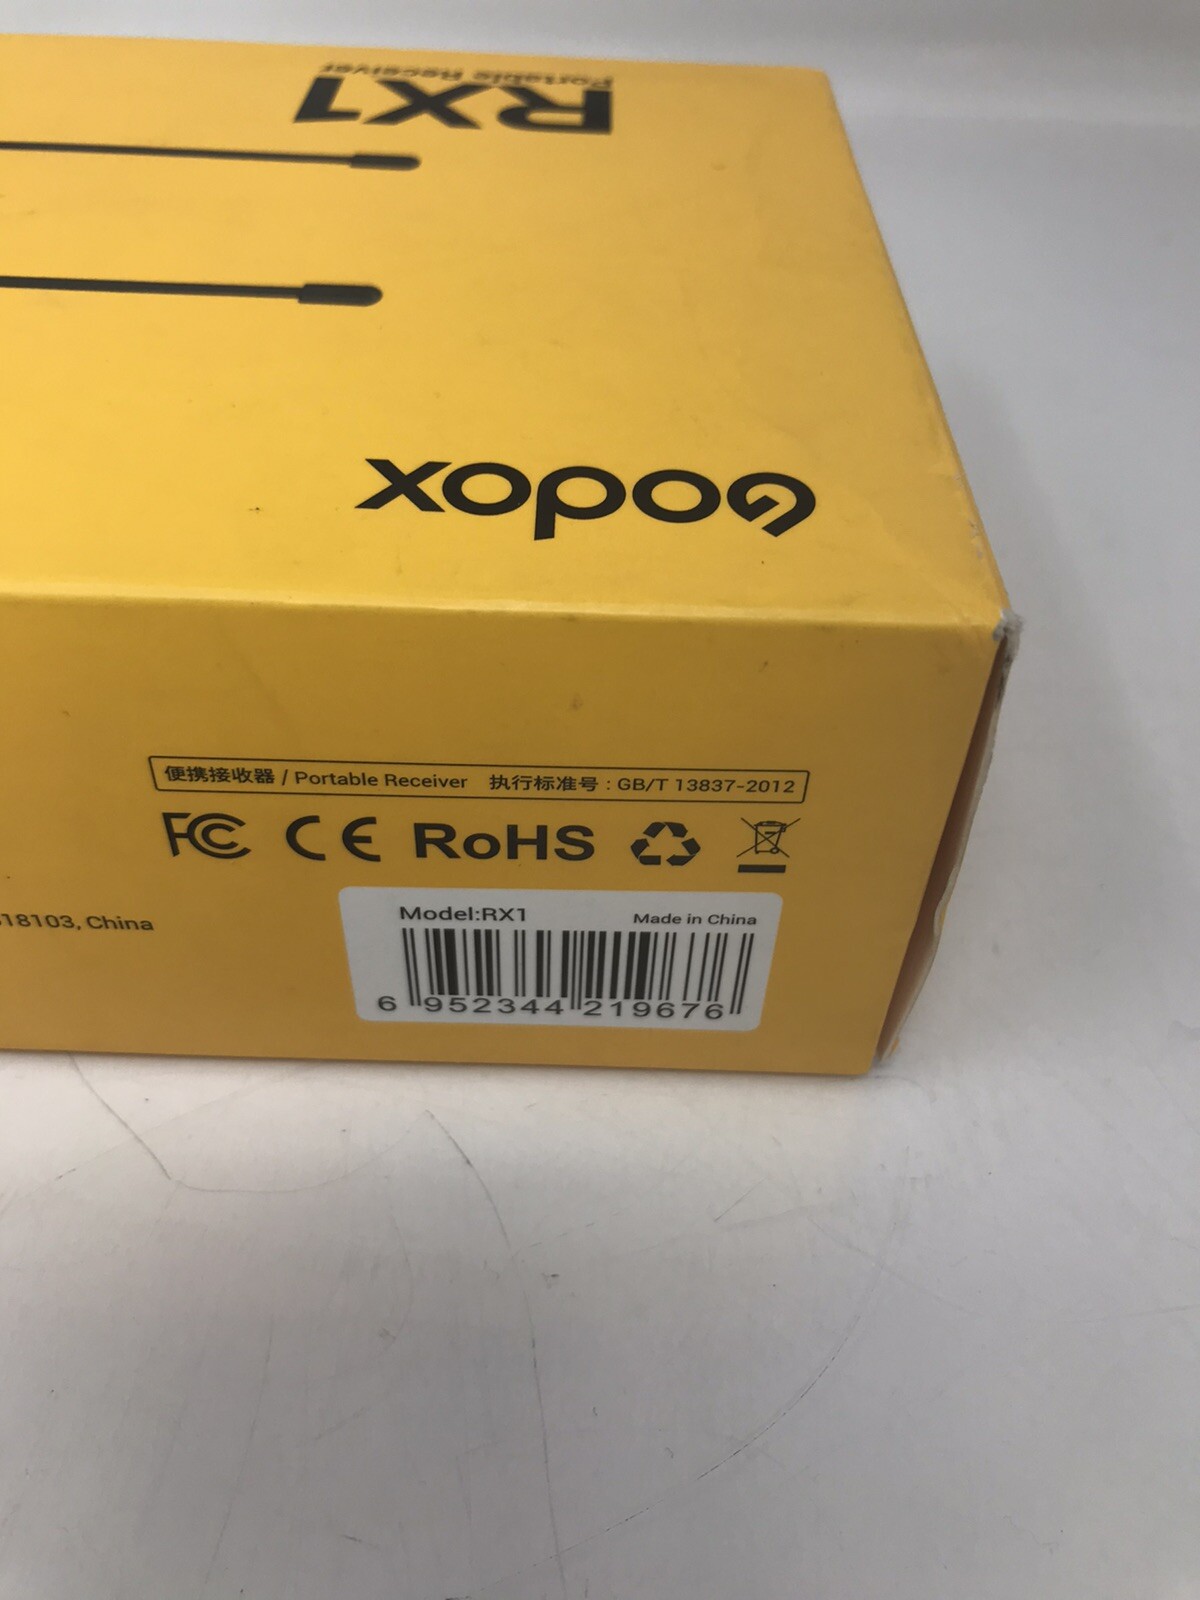 Portable Receiver
RX1
Godox
便携接收器 / Portable Receiver 执行标准号 : GB/T 13837-2012
FC CE RoHS
18103, China
Model:RX1 Made in China
6 952344 219676